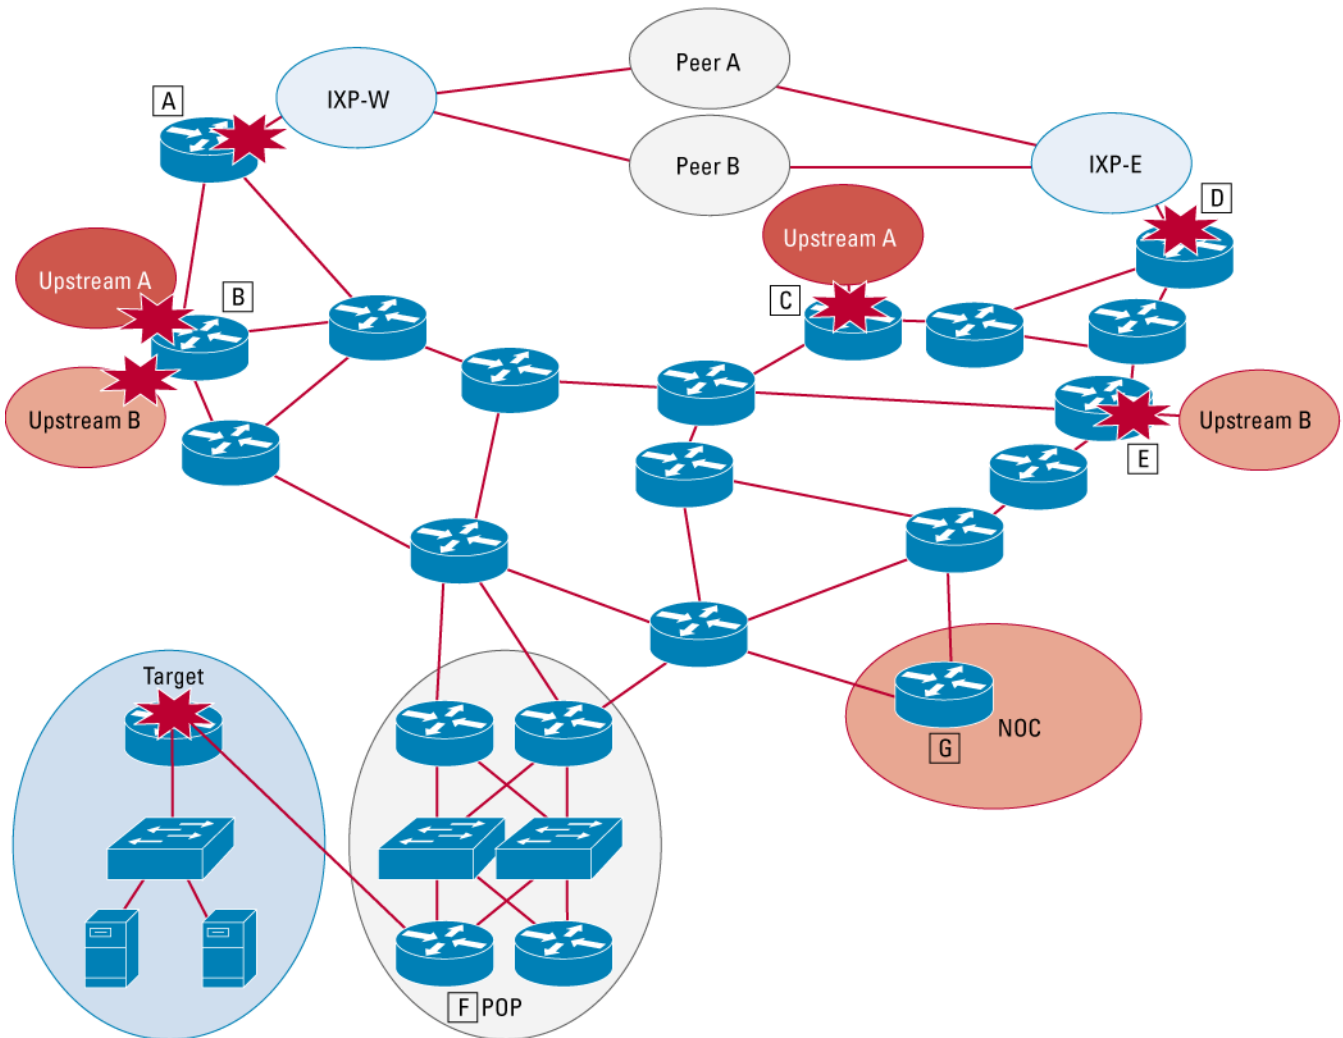 Peer A
A
IXP-W
Peer B
IXP-E
D
Upstream A
Upstream A
B
C
Upstream B
Upstream B
E
Target
NOC
G
F POP